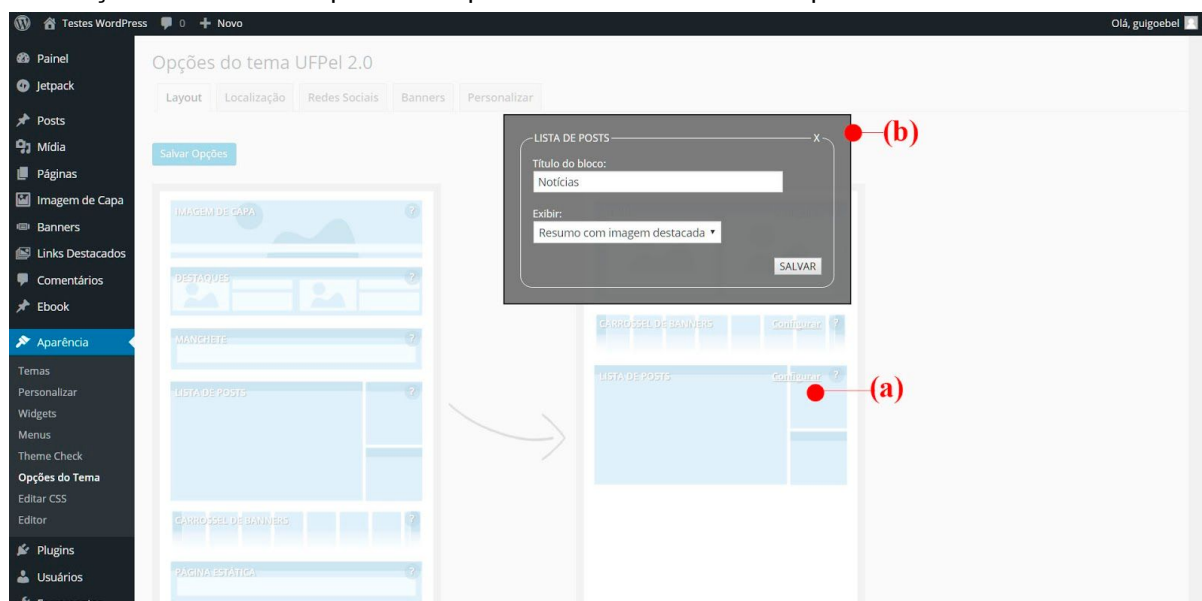 Testes WordPress 0 + Novo Olá, guigoebel
Painel
Jetpack
Posts
Mídia
Páginas
Imagem de Capa
Banners
Links Destacados
Comentários
Ebook
Aparência
Temas
Personalizar
Widgets
Menus
Theme Check
Opções do Tema
Editar CSS
Editor
Plugins
Usuários
Opções do tema UFPel 2.0
Layout Localização Redes Sociais Banners Personalizar
Salvar Opções
IMAGEM DE CAPA ?
DESTAQUES ?
MANCHETE ?
LISTA DE POSTS ?
CARROSSEL DE BANNERS ?
PÁGINA ESTÁTICA ?
LISTA DE POSTS X
Título do bloco:
Notícias
Exibir:
Resumo com imagem destacada
SALVAR
(b)
CARROSSEL DE BANNERS Configurar ?
LISTA DE POSTS Configurar ?
(a)